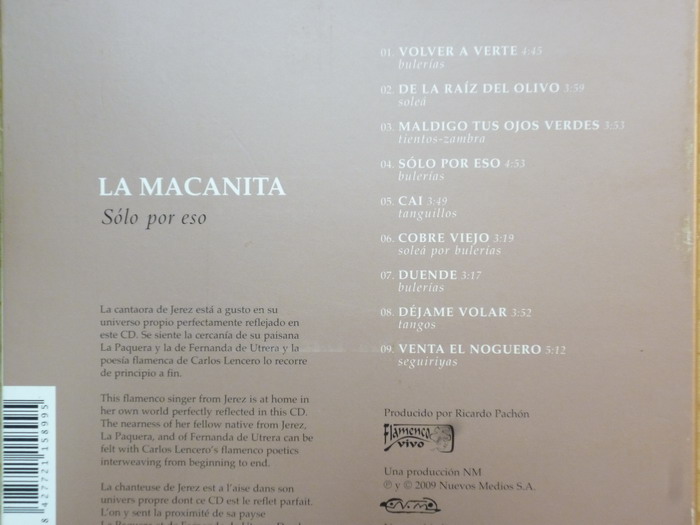 LA MACANITA
Sólo por eso
La cantaora de Jerez está a gusto en su
universo propio perfectamente reflejado en
este CD. Se siente la cercanía de su paisana
La Paquera y la de Fernanda de Utrera y la
poesía flamenca de Carlos Lencero lo recorre
de principio a fin.
This flamenco singer from Jerez is at home in
her own world perfectly reflected in this CD.
The nearness of her fellow native from Jerez,
La Paquera, and of Fernanda de Utrera can be
felt with Carlos Lencero's flamenco poetics
interweaving from beginning to end.
La chanteuse de Jerez est a l'aise dans son
univers propre dont ce CD est le reflet parfait.
L'on y sent la proximité de sa payse
8 427721 158995
01. VOLVER A VERTE 4:45
bulerías
02. DE LA RAÍZ DEL OLIVO 3:59
soleá
03. MALDIGO TUS OJOS VERDES 3:53
tientos-zambra
04. SÓLO POR ESO 4:53
bulerías
05. CAI 3:49
tanguillos
06. COBRE VIEJO 3:19
soleá por bulerías
07. DUENDE 3:17
bulerías
08. DÉJAME VOLAR 3:52
tangos
09. VENTA EL NOGUERO 5:12
seguiriyas
Producido por Ricardo Pachón
Flamenco
vivo
Una producción NM
℗ y © 2009 Nuevos Medios S.A.
N.M.